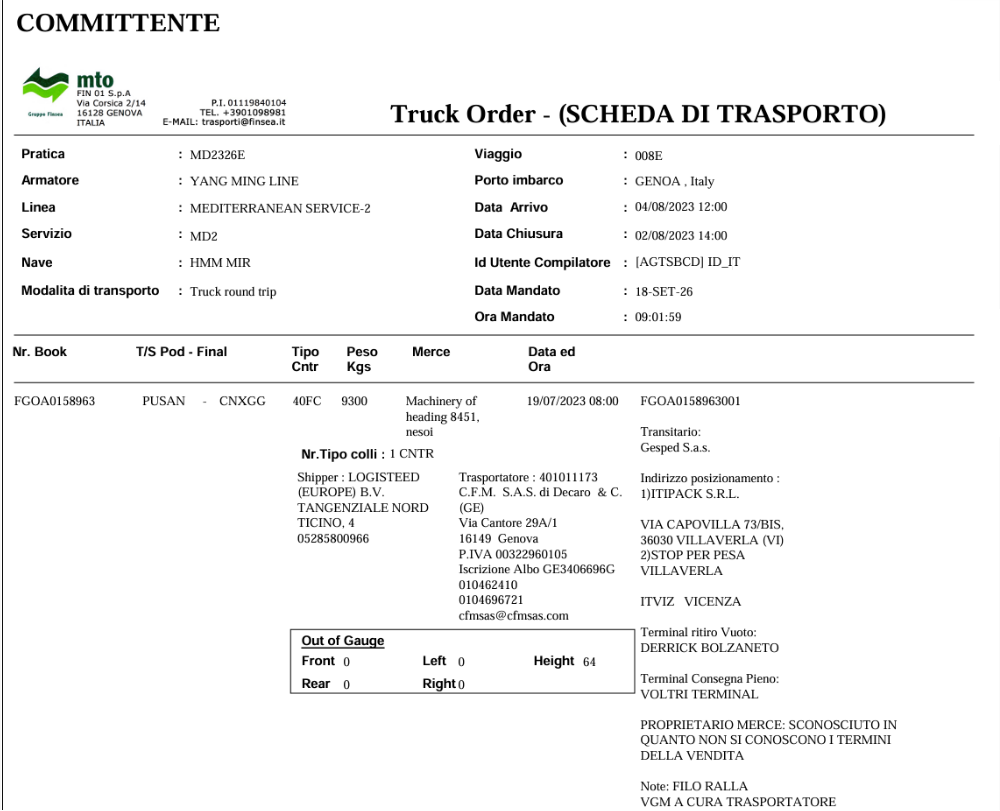 COMMITTENTE
mto
FIN 01 S.p.A
Via Corsica 2/14
16128 GENOVA
ITALIA
Gruppo Finsea
P.I. 01119840104
TEL. +3901098981
E-MAIL: trasporti@finsea.it
Truck Order - (SCHEDA DI TRASPORTO)
Pratica : MD2326E Viaggio : 008E
Armatore : YANG MING LINE Porto imbarco : GENOA , Italy
Linea : MEDITERRANEAN SERVICE-2 Data Arrivo : 04/08/2023 12:00
Servizio : MD2 Data Chiusura : 02/08/2023 14:00
Nave : HMM MIR Id Utente Compilatore : [AGTSBCD] ID_IT
Modalita di transporto : Truck round trip Data Mandato : 18-SET-26
Ora Mandato : 09:01:59
Nr. Book T/S Pod - Final Tipo Cntr Peso Kgs Merce Data ed Ora
FGOA0158963 PUSAN - CNXGG 40FC 9300 Machinery of 19/07/2023 08:00 FGOA0158963001
heading 8451,
nesoi
Nr.Tipo colli : 1 CNTR
Shipper : LOGISTEED
(EUROPE) B.V.
TANGENZIALE NORD
TICINO, 4
05285800966
Trasportatore : 401011173
C.F.M. S.A.S. di Decaro & C.
(GE)
Via Cantore 29A/1
16149 Genova
P.IVA 00322960105
Iscrizione Albo GE3406696G
010462410
0104696721
cfmsas@cfmsas.com
Out of Gauge
Front 0 Left 0 Height 64
Rear 0 Right 0
Transitario:
Gesped S.a.s.
Indirizzo posizionamento :
1)ITIPACK S.R.L.
VIA CAPOVILLA 73/BIS,
36030 VILLAVERLA (VI)
2)STOP PER PESA
VILLAVERLA
ITVIZ VICENZA
Terminal ritiro Vuoto:
DERRICK BOLZANETO
Terminal Consegna Pieno:
VOLTRI TERMINAL
PROPRIETARIO MERCE: SCONOSCIUTO IN
QUANTO NON SI CONOSCONO I TERMINI
DELLA VENDITA
Note: FILO RALLA
VGM A CURA TRASPORTATORE